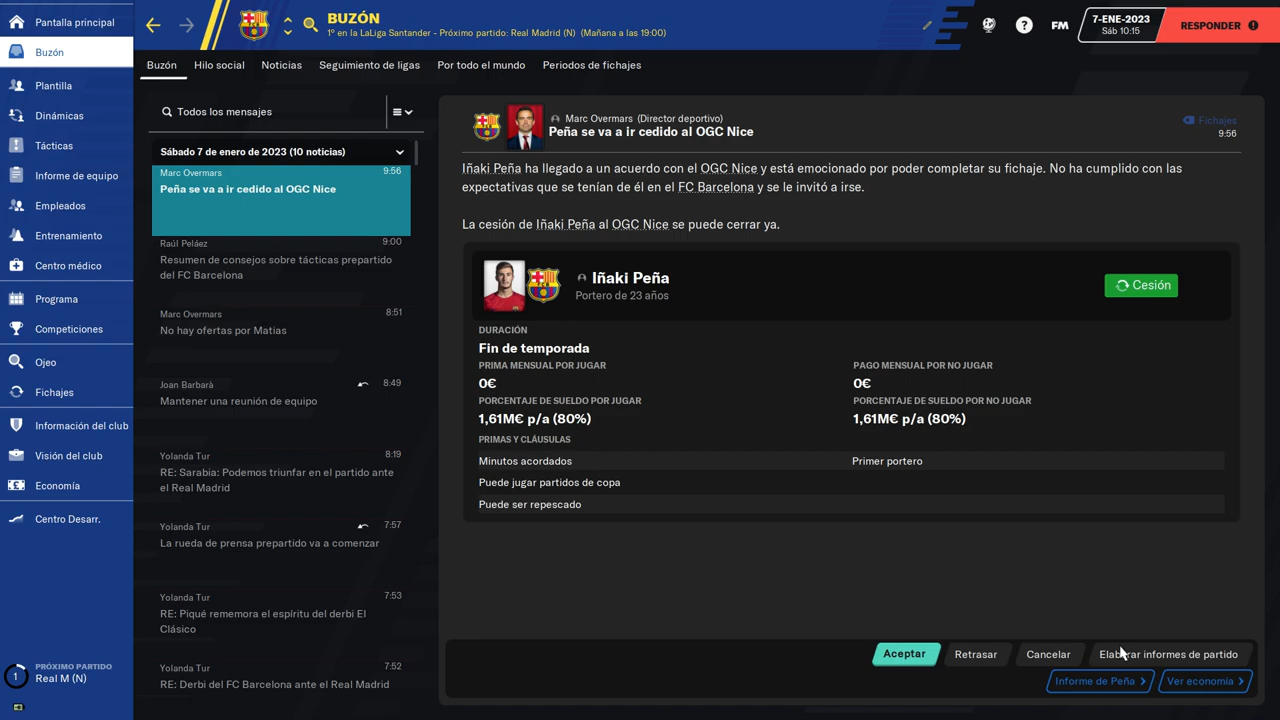 Pantalla principal
Buzón
Plantilla
Dinámicas
Tácticas
Informe de equipo
Empleados
Entrenamiento
Centro médico
Programa
Competiciones
Ojeo
Fichajes
Información del club
Visión del club
Economía
Centro Desarr.
1
PRÓXIMO PARTIDO
Real M (N)
BUZÓN
1º en la LaLiga Santander - Próximo partido: Real Madrid (N) (Mañana a las 19:00)
FM
7-ENE-2023
Sáb 10:15
RESPONDER
Buzón
Hilo social
Noticias
Seguimiento de ligas
Por todo el mundo
Periodos de fichajes
Todos los mensajes
Sábado 7 de enero de 2023 (10 noticias)
Marc Overmars 9:56
Peña se va a ir cedido al OGC Nice
Raúl Peláez 9:00
Resumen de consejos sobre tácticas prepartido
del FC Barcelona
Marc Overmars 8:51
No hay ofertas por Matias
Joan Barbarà 8:49
Mantener una reunión de equipo
Yolanda Tur 8:19
RE: Sarabia: Podemos triunfar en el partido ante
el Real Madrid
Yolanda Tur 7:57
La rueda de prensa prepartido va a comenzar
Yolanda Tur 7:53
RE: Piqué rememora el espíritu del derbi El
Clásico
Yolanda Tur 7:52
RE: Derbi del FC Barcelona ante el Real Madrid
Marc Overmars (Director deportivo)
Peña se va a ir cedido al OGC Nice
Fichajes
9:56
Iñaki Peña ha llegado a un acuerdo con el OGC Nice y está emocionado por poder completar su fichaje. No ha cumplido con las
expectativas que se tenían de él en el FC Barcelona y se le invitó a irse.
La cesión de Iñaki Peña al OGC Nice se puede cerrar ya.
Iñaki Peña
Portero de 23 años
Cesión
DURACIÓN
Fin de temporada
PRIMA MENSUAL POR JUGAR PAGO MENSUAL POR NO JUGAR
0€ 0€
PORCENTAJE DE SUELDO POR JUGAR PORCENTAJE DE SUELDO POR NO JUGAR
1,61M€ p/a (80%) 1,61M€ p/a (80%)
PRIMAS Y CLÁUSULAS
Minutos acordados Primer portero
Puede jugar partidos de copa
Puede ser repescado
Aceptar Retrasar Cancelar Elaborar informes de partido
Informe de Peña Ver economía